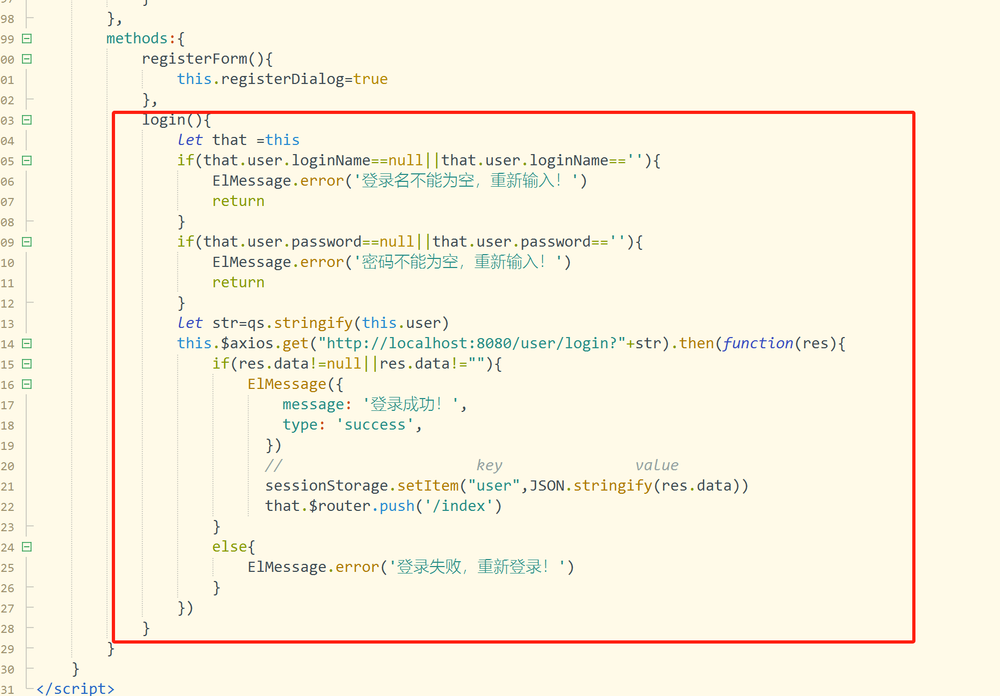 }
98 },
99 methods:{
00 registerForm(){
01 this.registerDialog=true
02 },
03 login(){
04 let that =this
05 if(that.user.loginName==null||that.user.loginName==''){
06 ElMessage.error('登录名不能为空，重新输入！')
07 return
08 }
09 if(that.user.password==null||that.user.password==''){
10 ElMessage.error('密码不能为空，重新输入！')
11 return
12 }
13 let str=qs.stringify(this.user)
14 this.$axios.get("http://localhost:8080/user/login?"+str).then(function(res){
15 if(res.data!=null||res.data!=""){
16 ElMessage({
17 message: '登录成功！',
18 type: 'success',
19 })
20 // key value
21 sessionStorage.setItem("user",JSON.stringify(res.data))
22 that.$router.push('/index')
23 }
24 else{
25 ElMessage.error('登录失败，重新登录！')
26 }
27 })
28 }
29 }
30 }
31 </script>